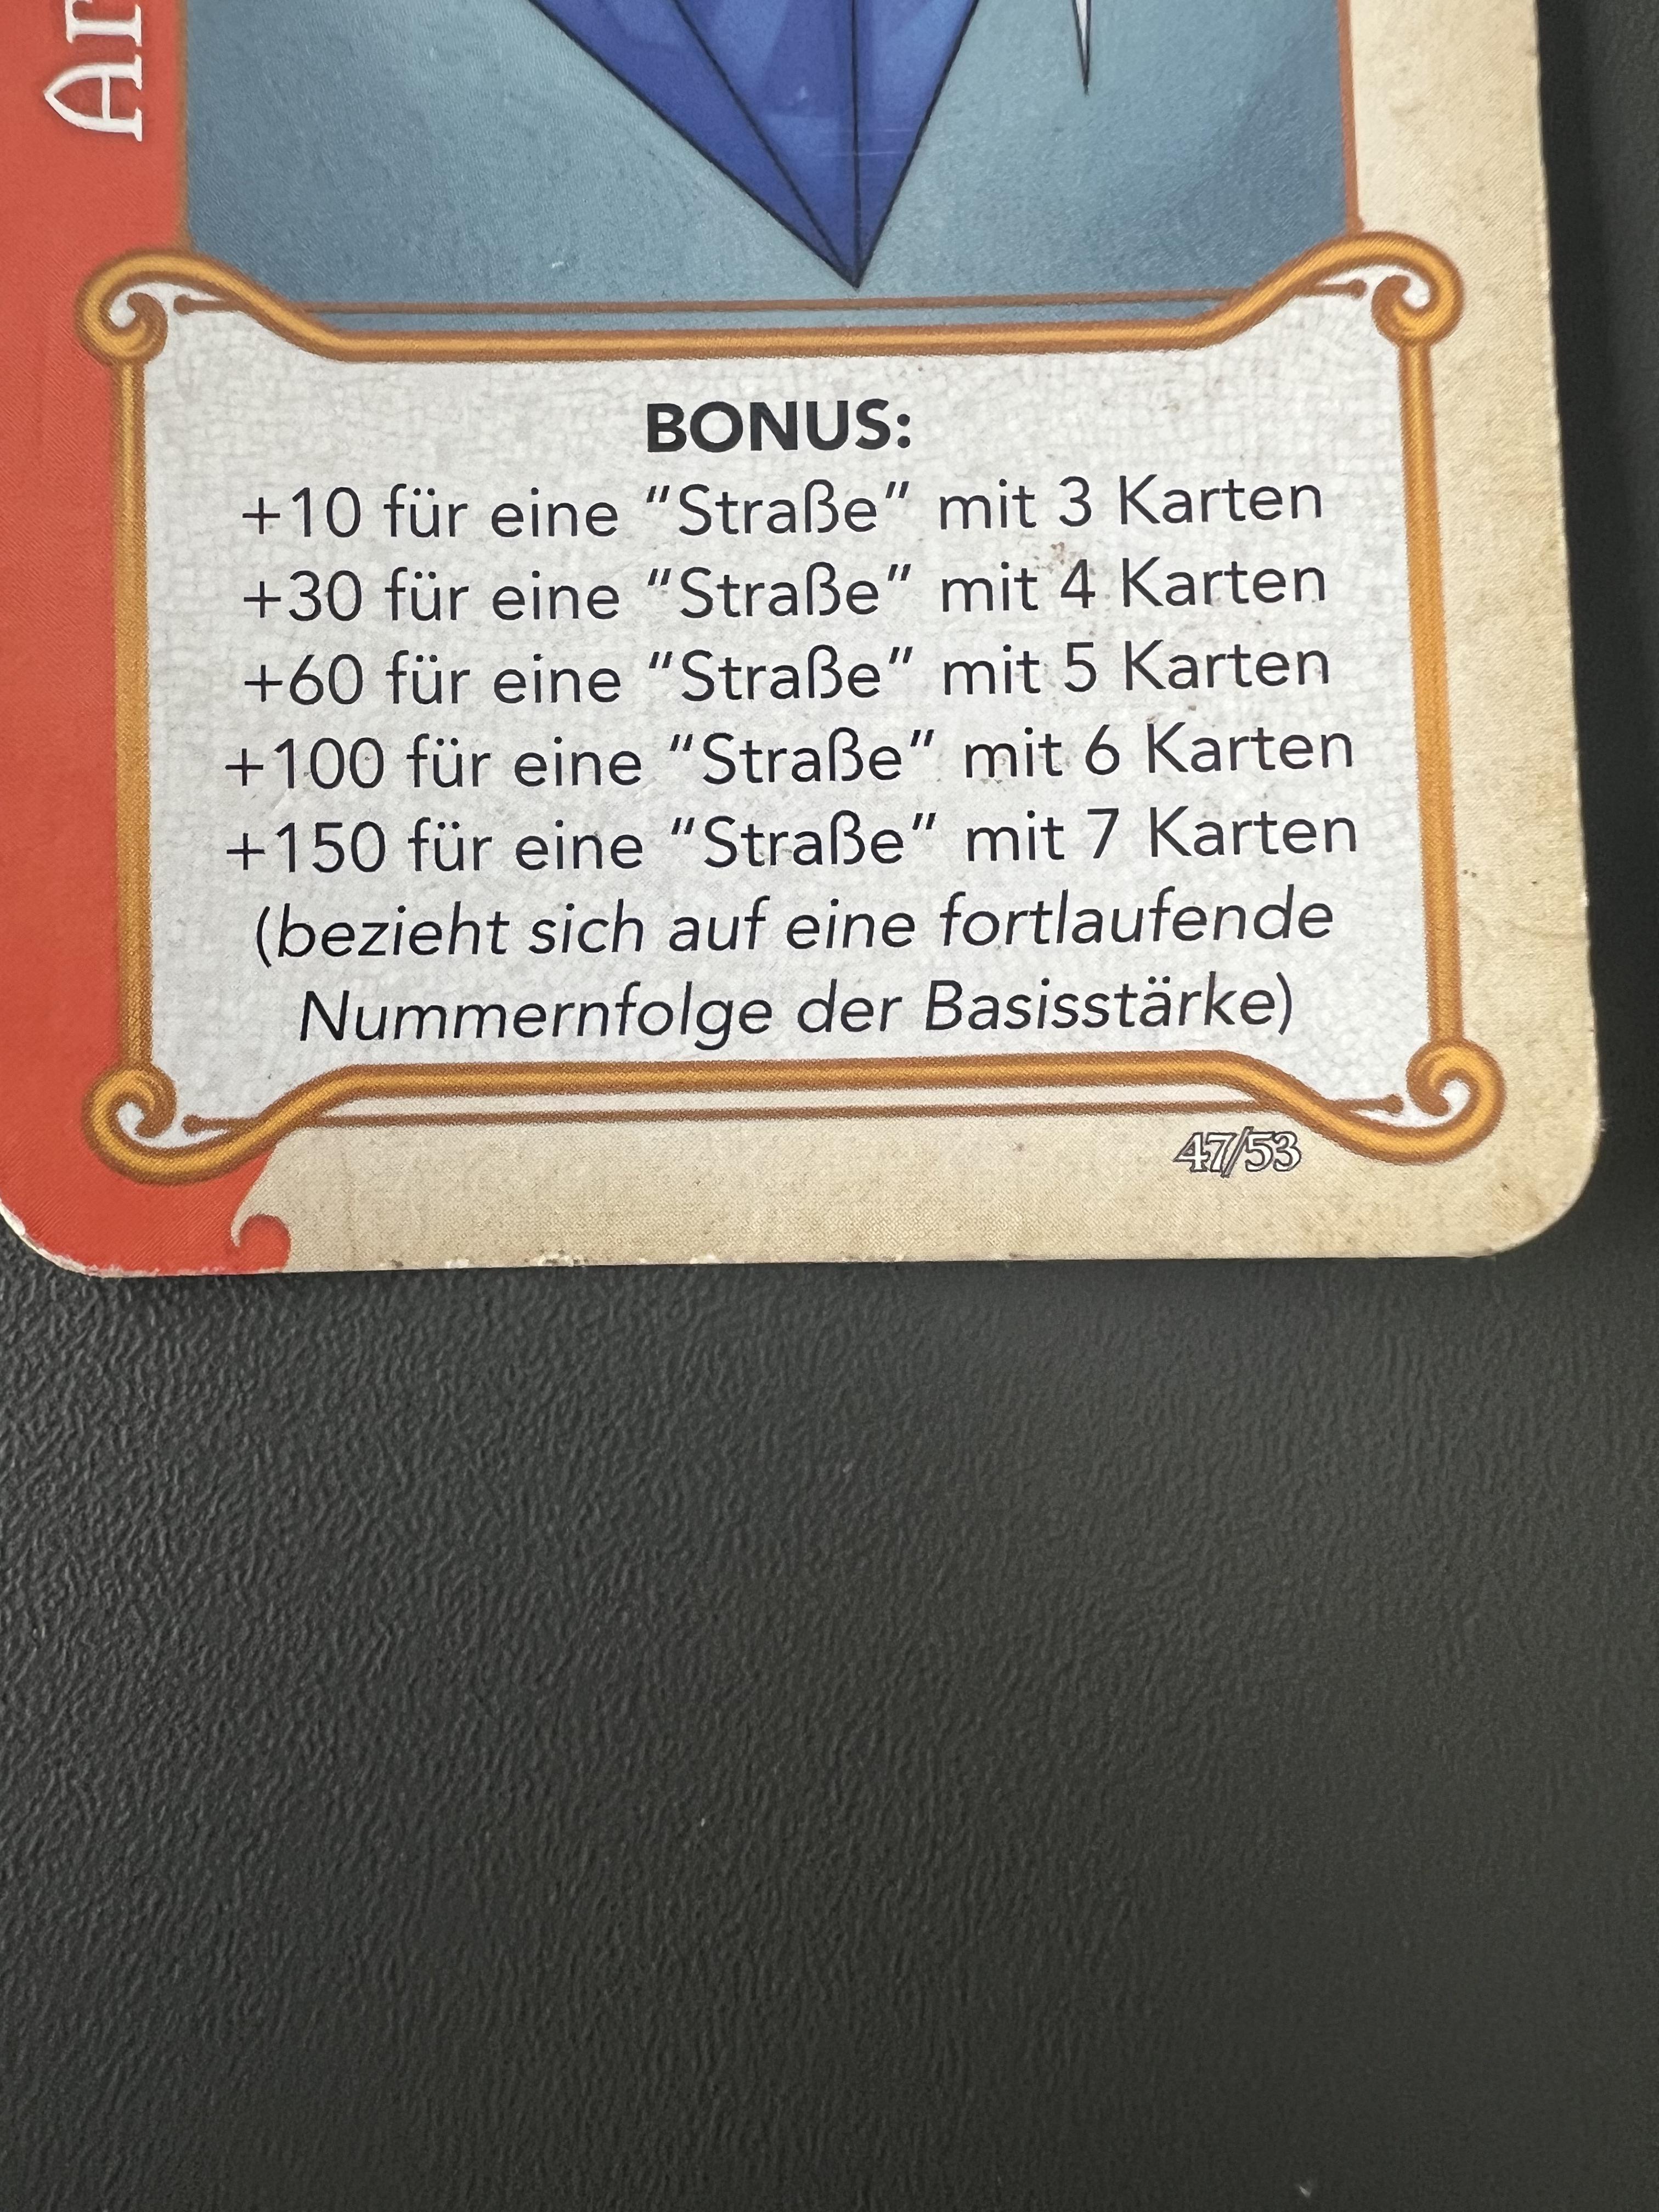 BONUS:
+10 für eine "Straße" mit 3 Karten
+30 für eine "Straße" mit 4 Karten
+60 für eine "Straße" mit 5 Karten
+100 für eine "Straße" mit 6 Karten
+150 für eine "Straße" mit 7 Karten
(bezieht sich auf eine fortlaufende
Nummernfolge der Basisstärke)
47/53